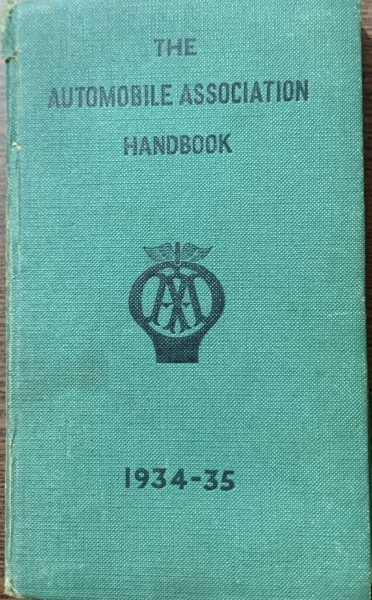 THE
AUTOMOBILE ASSOCIATION
HANDBOOK
AA
1934-35